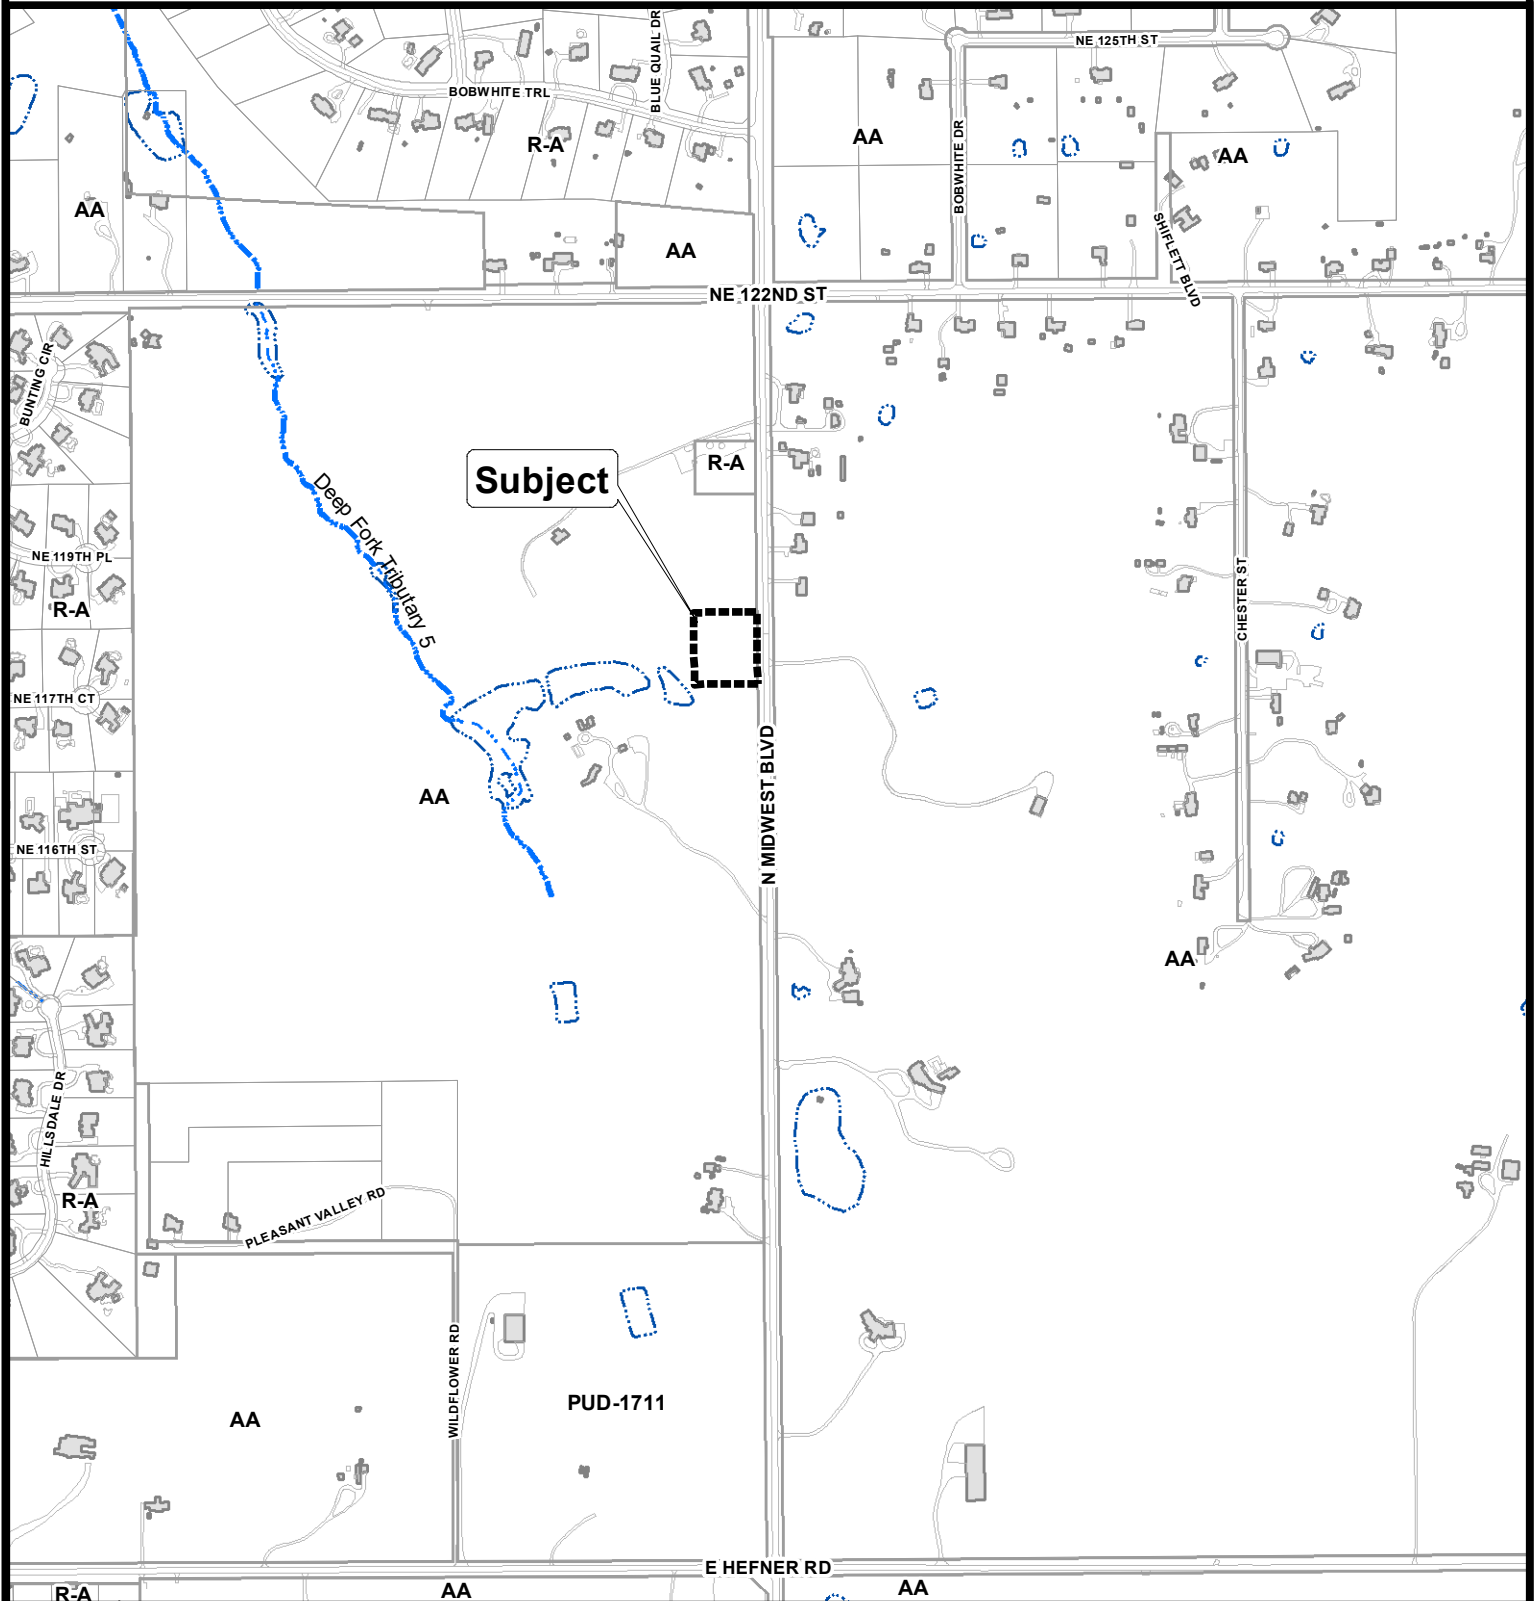 BLUE QUAIL DR
NE 125TH ST
BOBWHITE TRL
R-A
AA
BOBWHITE DR
AA
AA
SHIFLETT BLVD
AA
NE 122ND ST
BUNTING CIR
R-A
Subject
Deep Fork Tributary 5
NE 119TH PL
R-A
CHESTER ST
NE 117TH CT
N MIDWEST BLVD
AA
NE 116TH ST
AA
HILLSDALE DR
R-A
PLEASANT VALLEY RD
WILDFLOWER RD
PUD-1711
AA
E HEFNER RD
R-A
AA
AA